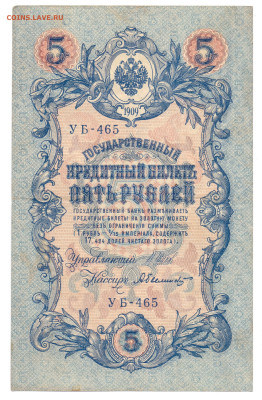 COINS.LAVE.RU
5 5
1909
УБ-465
ГОСУДАРСТВЕННЫЙ
КРЕДИТНЫЙ БИЛЕТЪ
ПЯТЬ РУБЛЕЙ
ГОСУДАРСТВЕННЫЙ БАНКЪ РАЗМѢНИВАЕТЪ
КРЕДИТНЫЕ БИЛЕТЫ НА ЗОЛОТУЮ МОНЕТУ
БЕЗЪ ОГРАНИЧЕНІЯ СУММЫ
(1 РУБЛЬ = 1/15 ИМПЕРІАЛА, СОДЕРЖИТЪ
17,424 ДОЛЕЙ ЧИСТАГО ЗОЛОТА)
Управляющій
Кассиръ
УБ-465
5